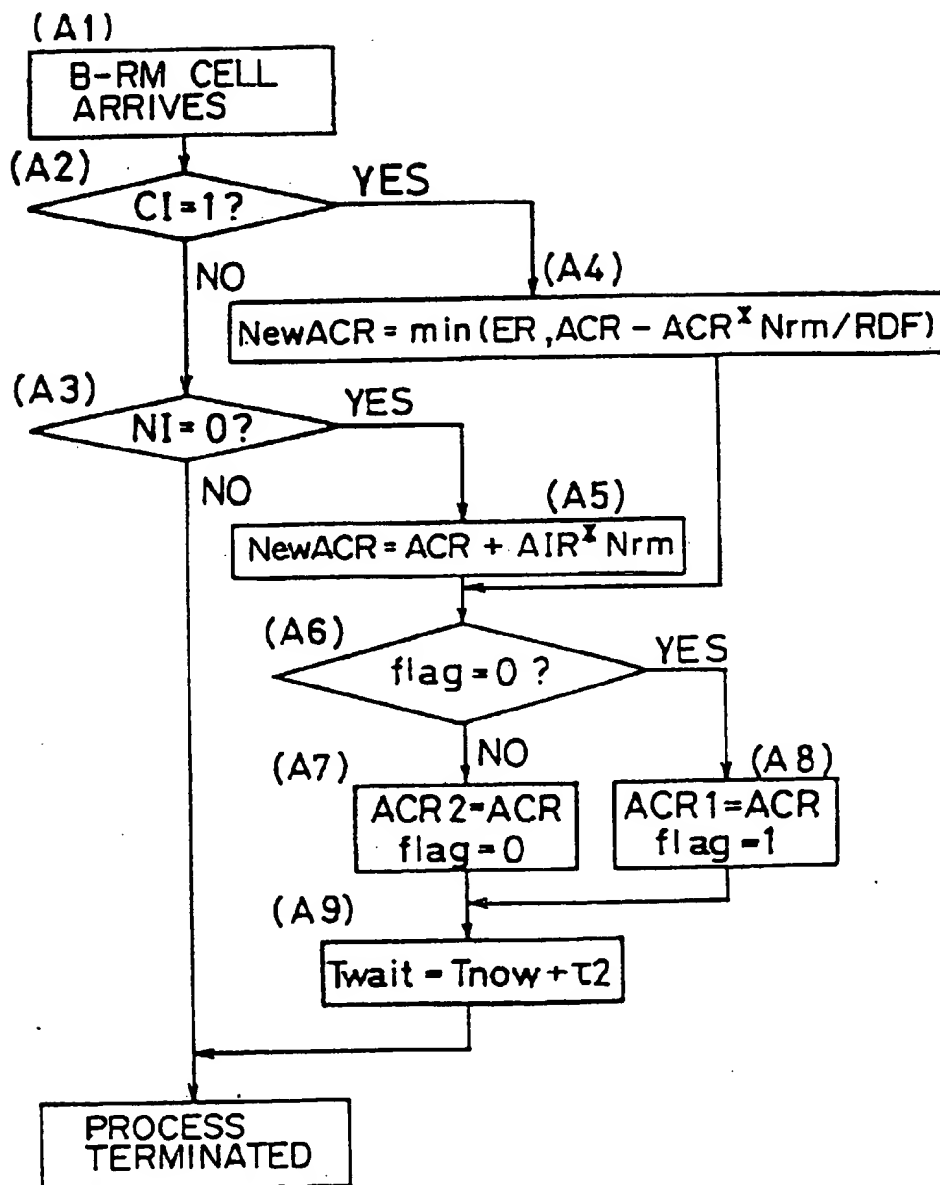 (A1)
B-RM CELL
ARRIVES
(A2)
CI=1?
YES
NO
(A4)
NewACR = min(ER,ACR - ACR* Nrm/RDF)
(A3)
NI=0?
YES
NO
(A5)
NewACR = ACR + AIR* Nrm
(A6)
flag = 0 ?
YES
NO
(A7)
(A8)
ACR2=ACR
flag=0
ACR1=ACR
flag=1
(A9)
Twait = Tnow + τ2
PROCESS
TERMINATED